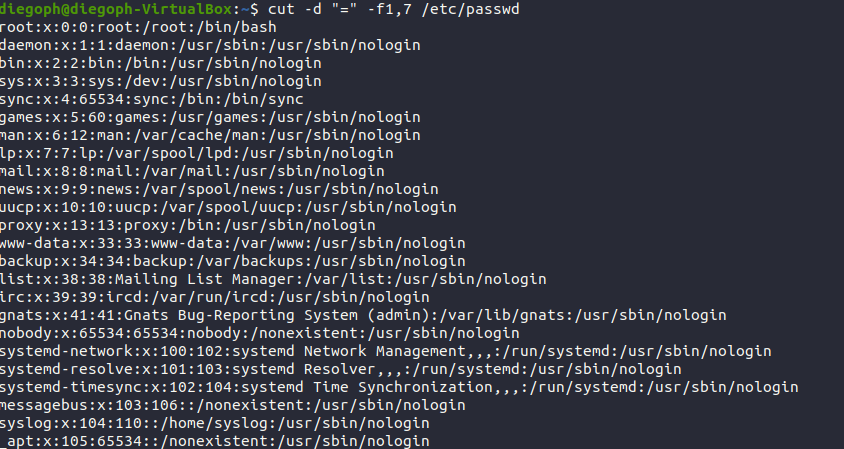 diegoph@diegoph-VirtualBox:~$ cut -d "=" -f1,7 /etc/passwd
root:x:0:0:root:/root:/bin/bash
daemon:x:1:1:daemon:/usr/sbin:/usr/sbin/nologin
bin:x:2:2:bin:/bin:/usr/sbin/nologin
sys:x:3:3:sys:/dev:/usr/sbin/nologin
sync:x:4:65534:sync:/bin:/bin/sync
games:x:5:60:games:/usr/games:/usr/sbin/nologin
man:x:6:12:man:/var/cache/man:/usr/sbin/nologin
lp:x:7:7:lp:/var/spool/lpd:/usr/sbin/nologin
mail:x:8:8:mail:/var/mail:/usr/sbin/nologin
news:x:9:9:news:/var/spool/news:/usr/sbin/nologin
uucp:x:10:10:uucp:/var/spool/uucp:/usr/sbin/nologin
proxy:x:13:13:proxy:/bin:/usr/sbin/nologin
www-data:x:33:33:www-data:/var/www:/usr/sbin/nologin
backup:x:34:34:backup:/var/backups:/usr/sbin/nologin
list:x:38:38:Mailing List Manager:/var/list:/usr/sbin/nologin
irc:x:39:39:ircd:/var/run/ircd:/usr/sbin/nologin
gnats:x:41:41:Gnats Bug-Reporting System (admin):/var/lib/gnats:/usr/sbin/nologin
nobody:x:65534:65534:nobody:/nonexistent:/usr/sbin/nologin
systemd-network:x:100:102:systemd Network Management,,,:/run/systemd:/usr/sbin/nologin
systemd-resolve:x:101:103:systemd Resolver,,,:/run/systemd:/usr/sbin/nologin
systemd-timesync:x:102:104:systemd Time Synchronization,,,:/run/systemd:/usr/sbin/nologin
messagebus:x:103:106::/nonexistent:/usr/sbin/nologin
syslog:x:104:110::/home/syslog:/usr/sbin/nologin
_apt:x:105:65534::/nonexistent:/usr/sbin/nologin